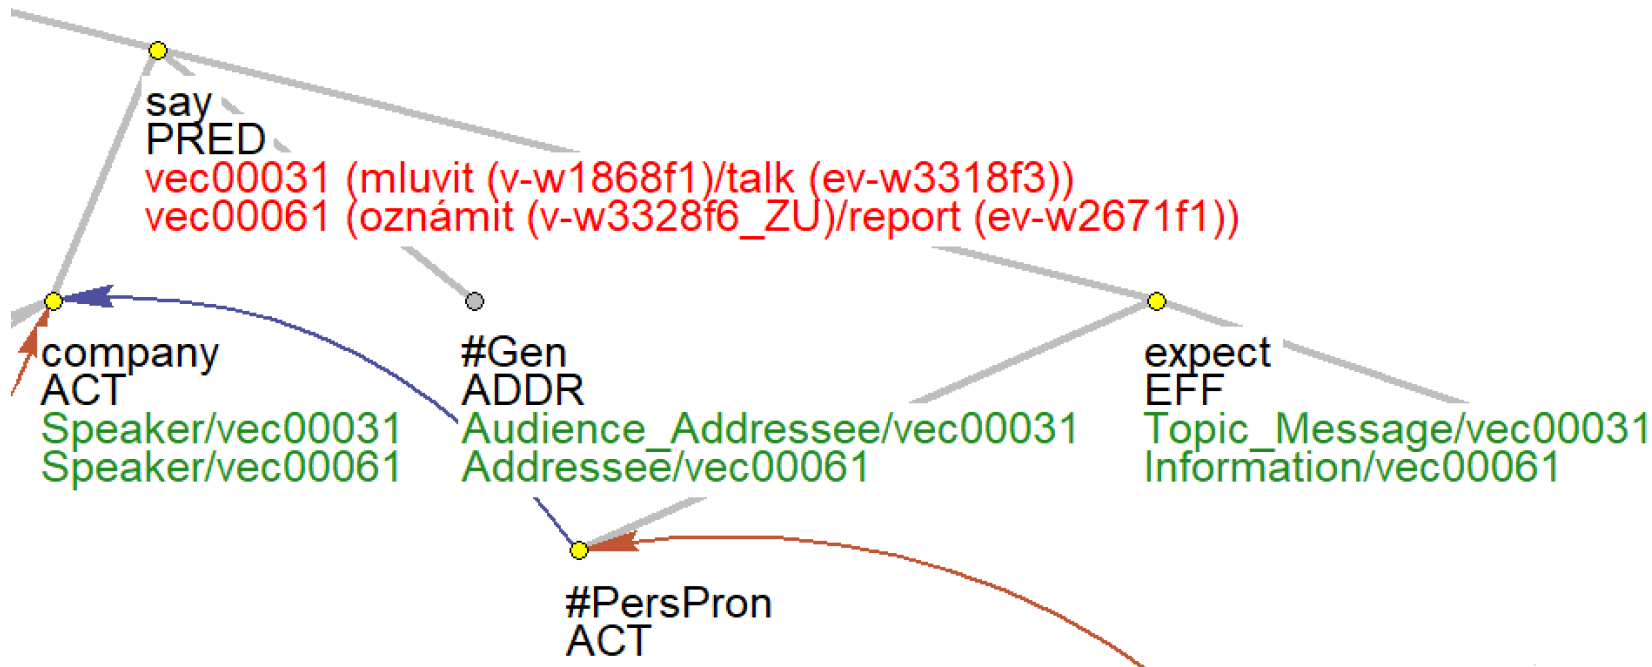 say
PRED
vec00031 (mluvit (v-w1868f1)/talk (ev-w3318f3))
vec00061 (oznámit (v-w3328f6_ZU)/report (ev-w2671f1))
company
ACT
Speaker/vec00031
Speaker/vec00061
#Gen
ADDR
Audience_Addressee/vec00031
Addressee/vec00061
expect
EFF
Topic_Message/vec00031
Information/vec00061
#PersPron
ACT